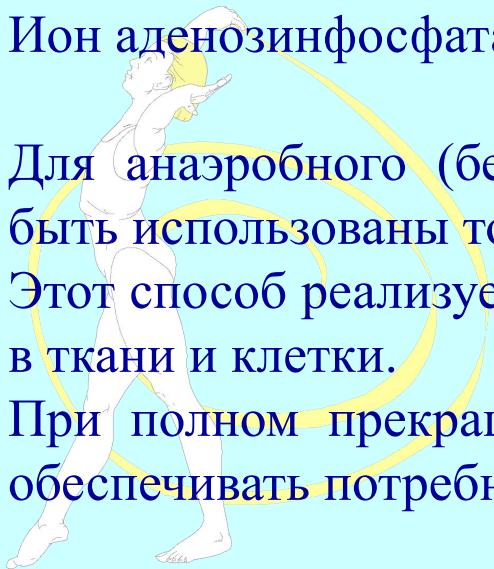 Ион аденозинфосфата
Для анаэробного (бе
быть использованы то
Этот способ реализуе
в ткани и клетки.
При полном прекращ
обеспечивать потребн